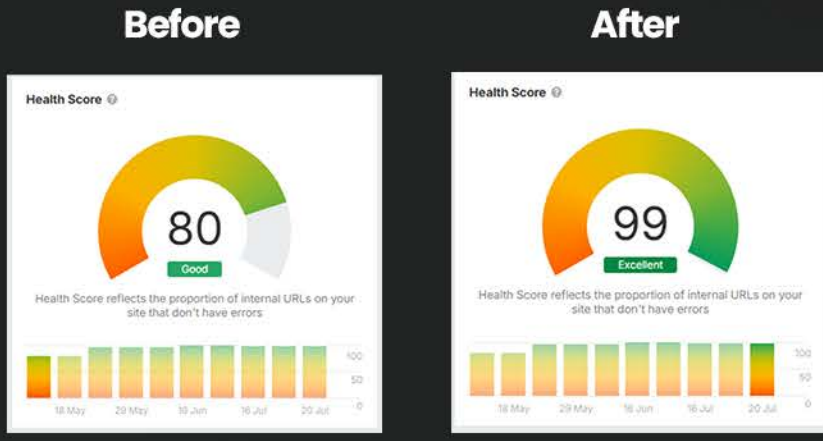 Before
After
Health Score
80
Good
Health Score reflects the proportion of internal URLs on your
site that don't have errors
100
50
0
18 May
29 May
10 Jun
16 Jul
20 Jul
Health Score
99
Excellent
Health Score reflects the proportion of internal URLs on your
site that don't have errors
100
50
0
18 May
29 May
16 Jun
16 Jul
20 Jul